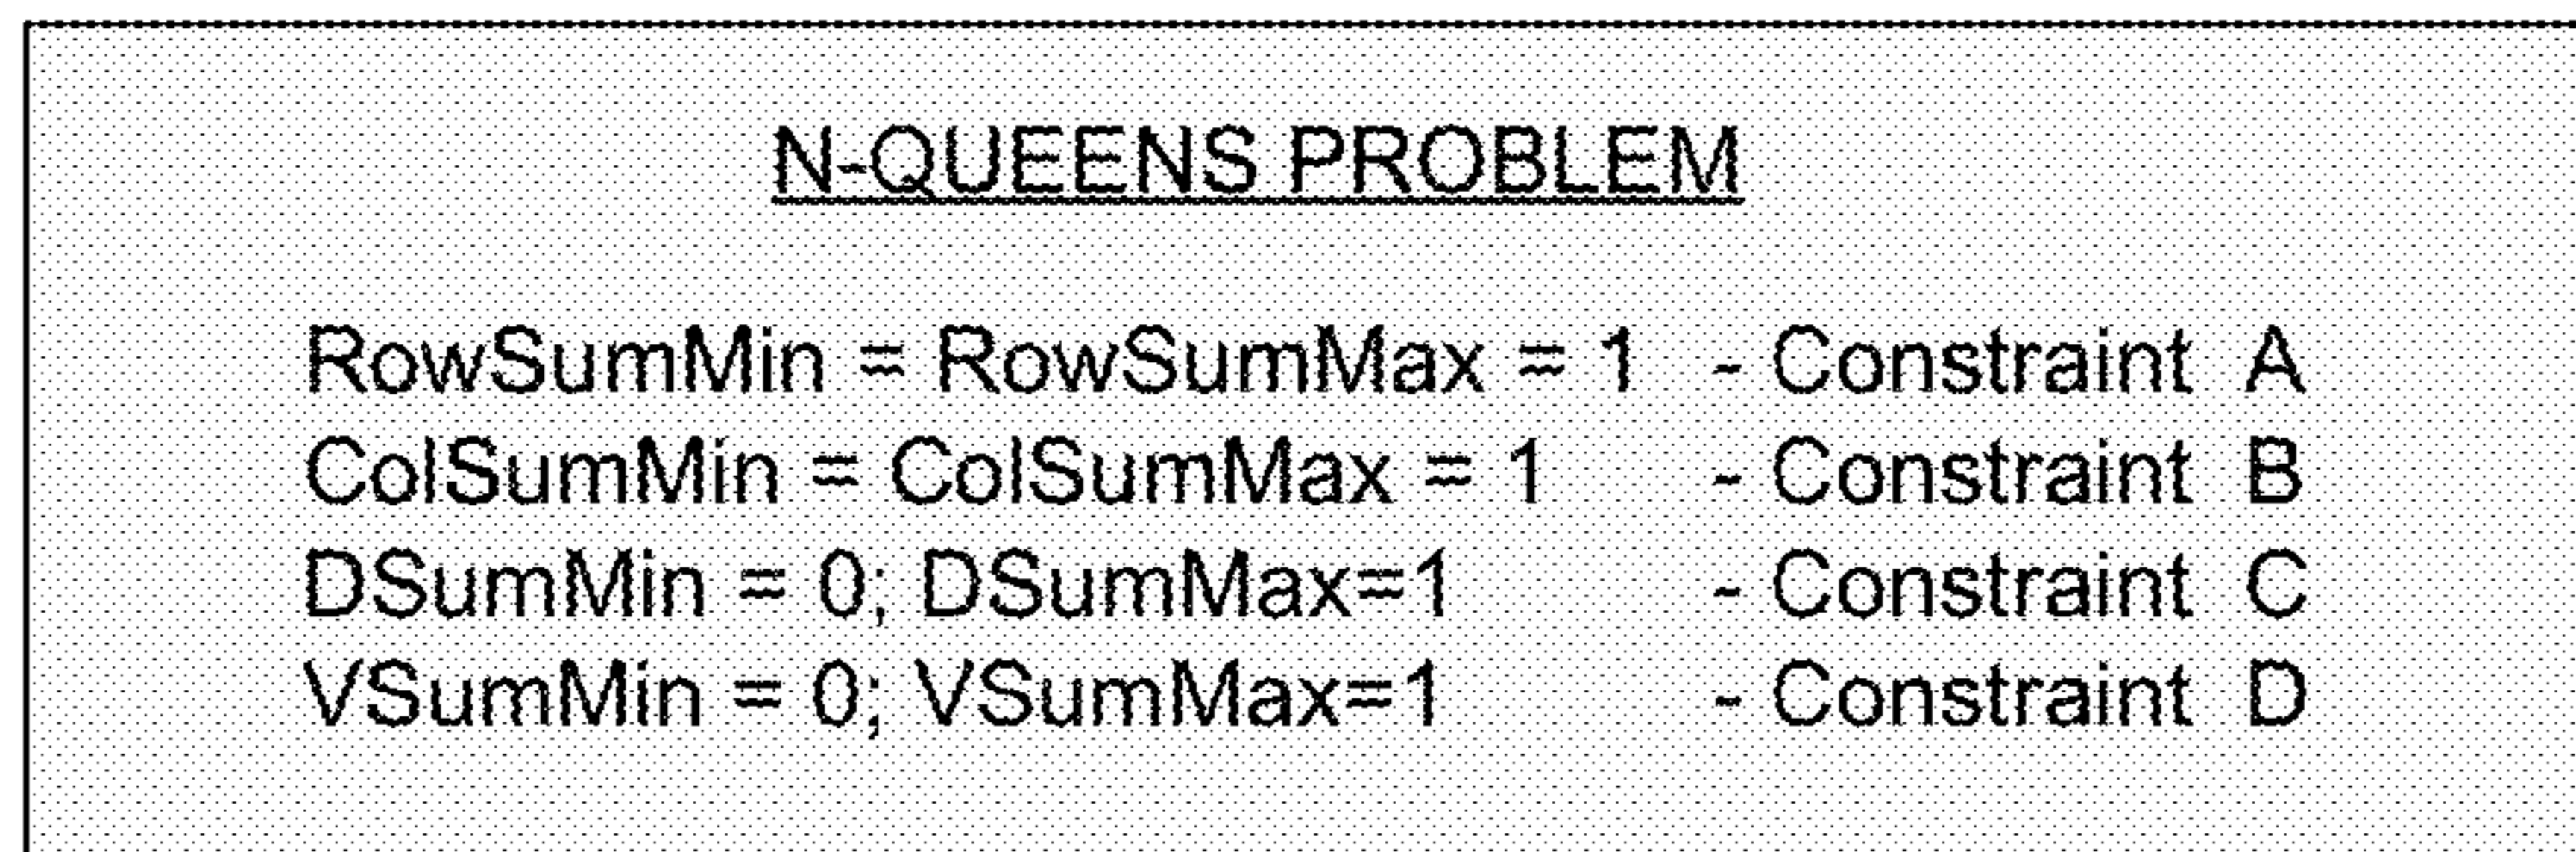 N-QUEENS PROBLEM
RowSumMin = RowSumMax = 1 - Constraint A
ColSumMin = ColSumMax = 1 - Constraint B
DSumMin = 0; DSumMax=1 - Constraint C
VSumMin = 0; VSumMax=1 - Constraint D